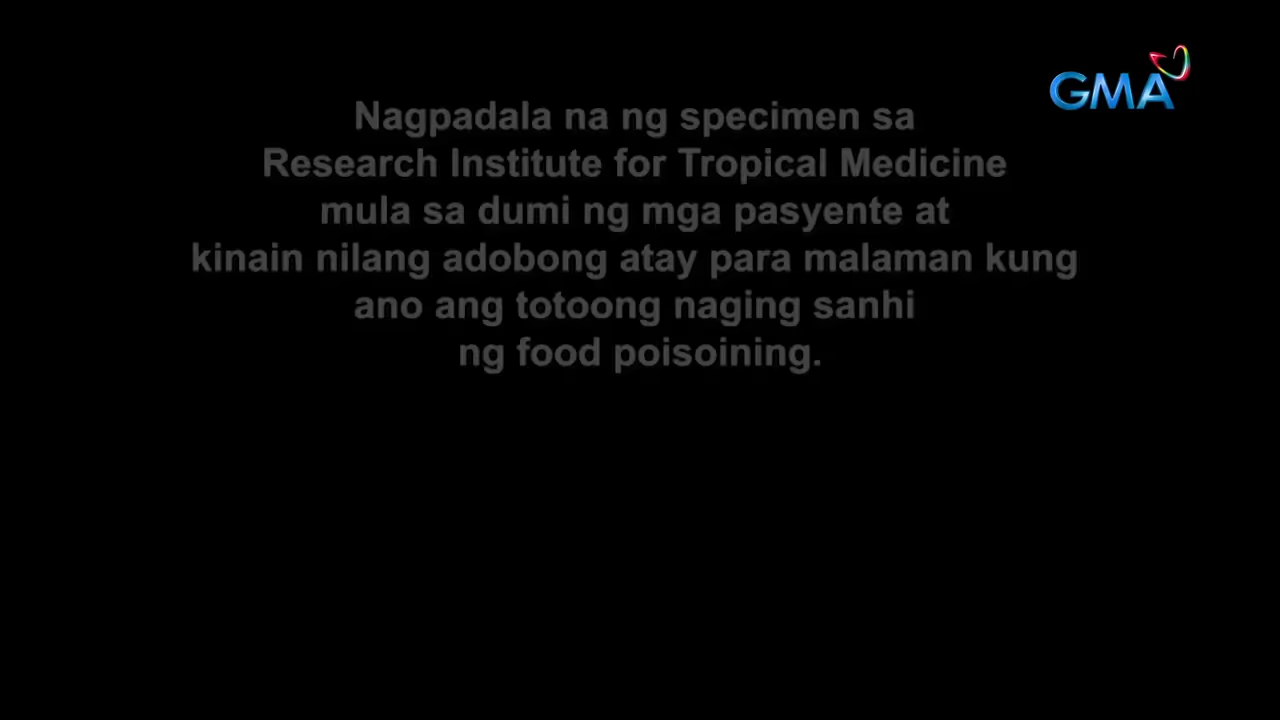 GMA
Nagpadala na ng specimen sa
Research Institute for Tropical Medicine
mula sa dumi ng mga pasyente at
kinain nilang adobong atay para malaman kung
ano ang totoong naging sanhi
ng food poisoining.